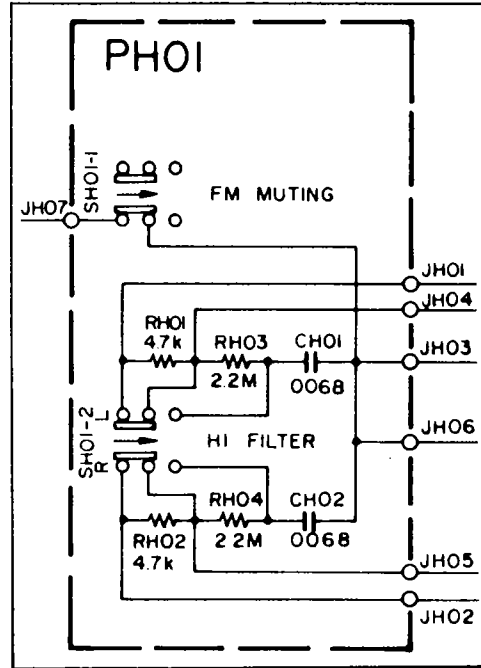 PH01
SH01-1
FM MUTING
JH07
JH01
JH04
RH01
4.7k
RH03
2.2M
CH01
0068
JH03
SH01-2
L
R
HI FILTER
JH06
RH02
4.7k
RH04
2.2M
CH02
0068
JH05
JH02